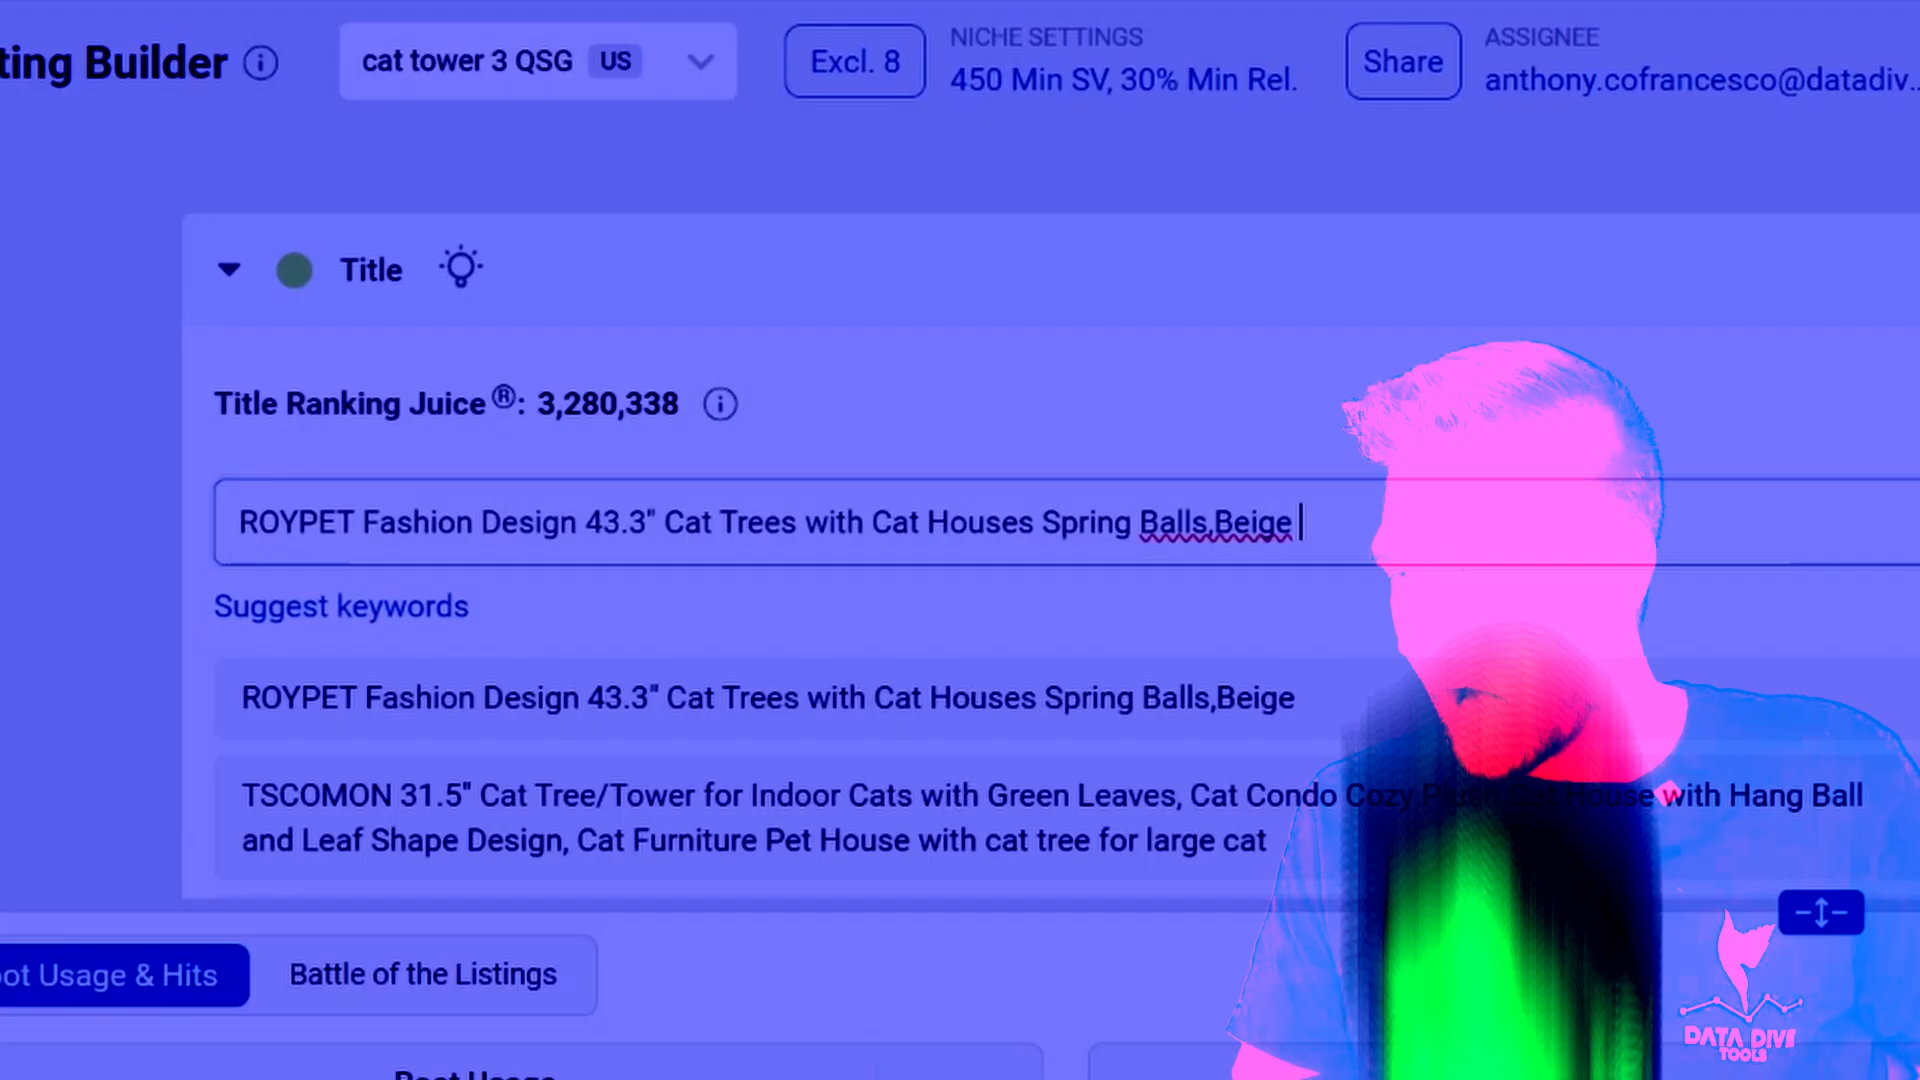 ting Builder
cat tower 3 QSG US
Excl. 8
NICHE SETTINGS
450 Min SV, 30% Min Rel.
Share
ASSIGNEE
anthony.cofrancesco@datadiv..
Title
Title Ranking Juice®: 3,280,338
ROYPET Fashion Design 43.3" Cat Trees with Cat Houses Spring Balls,Beige
Suggest keywords
ROYPET Fashion Design 43.3" Cat Trees with Cat Houses Spring Balls,Beige
TSCOMON 31.5" Cat Tree/Tower for Indoor Cats with Green Leaves, Cat Condo Cozy House with Hang Ball
and Leaf Shape Design, Cat Furniture Pet House with cat tree for large cat
oot Usage & Hits
Battle of the Listings
Root Usage
DATA DIVE
TOOLS